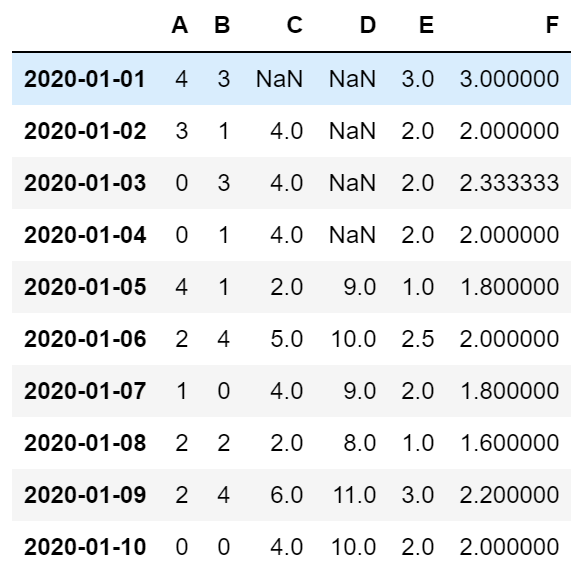 A B C D E F
2020-01-01 4 3 NaN NaN 3.0 3.000000
2020-01-02 3 1 4.0 NaN 2.0 2.000000
2020-01-03 0 3 4.0 NaN 2.0 2.333333
2020-01-04 0 1 4.0 NaN 2.0 2.000000
2020-01-05 4 1 2.0 9.0 1.0 1.800000
2020-01-06 2 4 5.0 10.0 2.5 2.000000
2020-01-07 1 0 4.0 9.0 2.0 1.800000
2020-01-08 2 2 2.0 8.0 1.0 1.600000
2020-01-09 2 4 6.0 11.0 3.0 2.200000
2020-01-10 0 0 4.0 10.0 2.0 2.000000